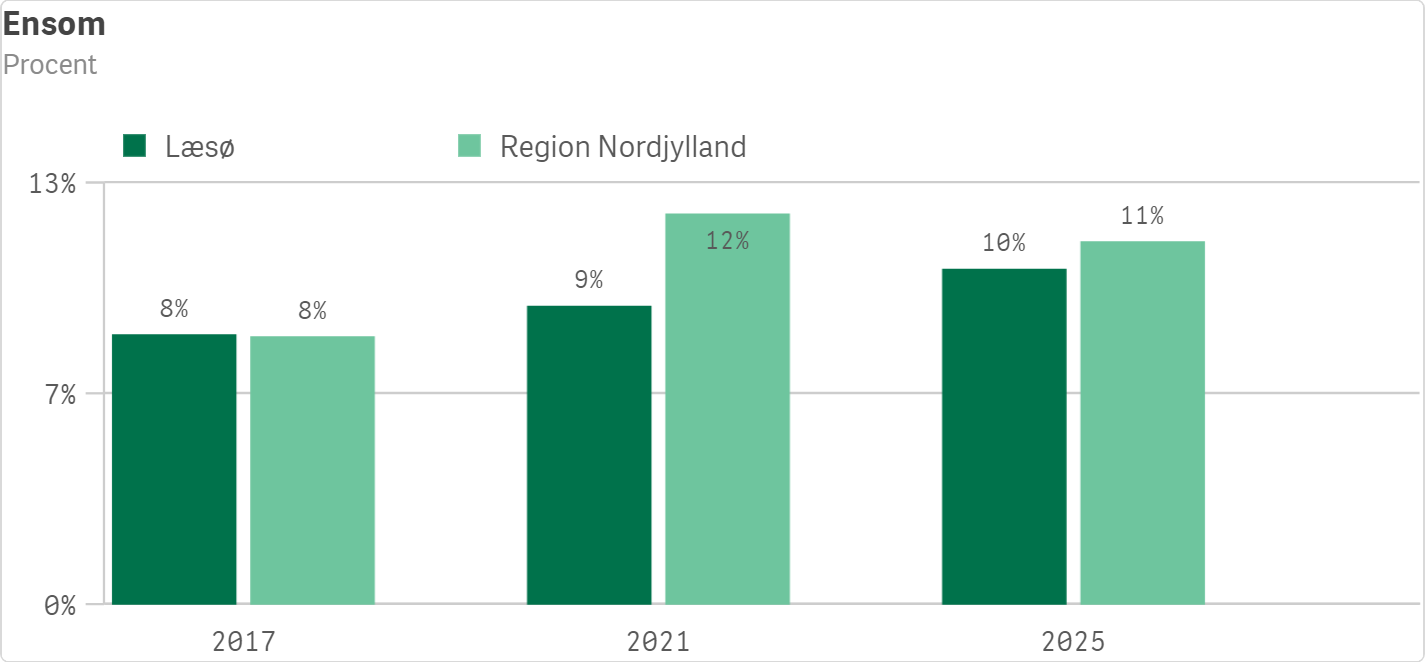 Ensom
Procent
Læsø Region Nordjylland
13%
11%
12%
10%
9%
8% 8%
7%
0%
2017 2021 2025